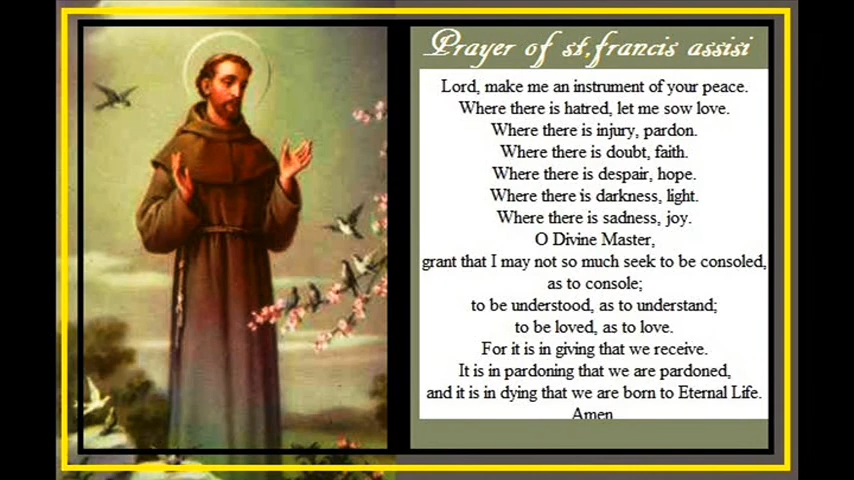 Prayer of st,francis assisi
Lord, make me an instrument of your peace.
Where there is hatred, let me sow love.
Where there is injury, pardon.
Where there is doubt, faith.
Where there is despair, hope.
Where there is darkness, light.
Where there is sadness, joy.
O Divine Master,
grant that I may not so much seek to be consoled,
as to console;
to be understood, as to understand;
to be loved, as to love.
For it is in giving that we receive.
It is in pardoning that we are pardoned,
and it is in dying that we are born to Eternal Life.
Amen